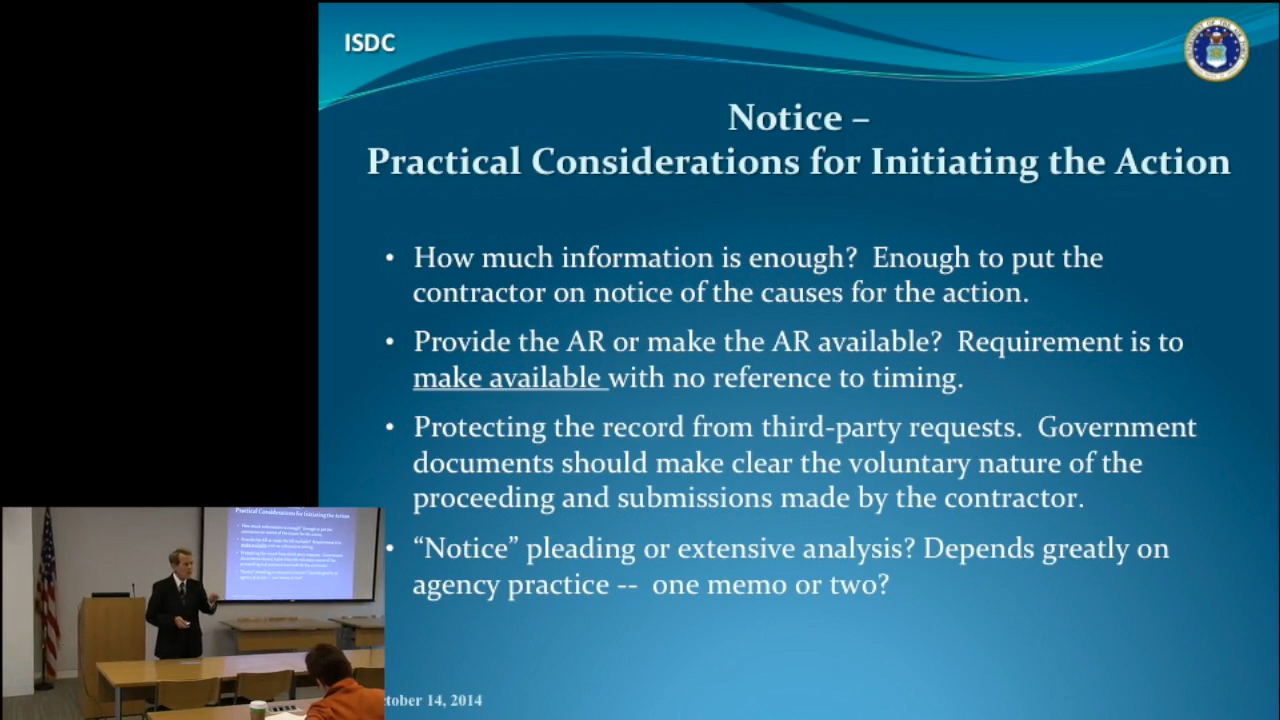 ISDC
Notice –
Practical Considerations for Initiating the Action
• How much information is enough?  Enough to put the
contractor on notice of the causes for the action.
• Provide the AR or make the AR available?  Requirement is to
make available with no reference to timing.
• Protecting the record from third-party requests.  Government
documents should make clear the voluntary nature of the
proceeding and submissions made by the contractor.
• “Notice” pleading or extensive analysis? Depends greatly on
agency practice --  one memo or two?
tober 14, 2014
Practical Considerations for Initiating the Action